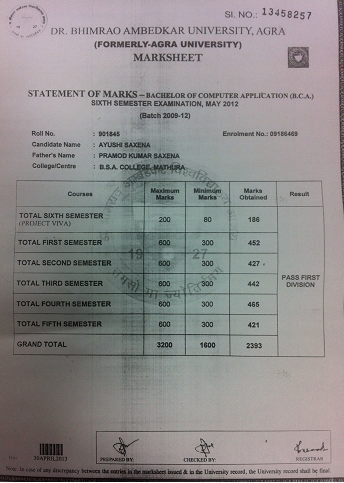 SI. NO.: 13458257
DR. BHIMRAO AMBEDKAR UNIVERSITY, AGRA
(FORMERLY-AGRA UNIVERSITY)
MARKSHEET
STATEMENT OF MARKS – BACHELOR OF COMPUTER APPLICATION (B.C.A.)
SIXTH SEMESTER EXAMINATION, MAY 2012
(Batch 2009-12)
Roll No. : 901845 Enrolment No.: 09186469
Candidate Name : AYUSHI SAXENA
Father's Name : PRAMOD KUMAR SAXENA
College/Centre : B.S.A. COLLEGE, MATHURA
Courses Maximum Marks Minimum Marks Marks Obtained Result
TOTAL SIXTH SEMESTER 200 80 186
(PROJECT VIVA)
TOTAL FIRST SEMESTER 600 300 452
TOTAL SECOND SEMESTER 600 300 427
PASS FIRST DIVISION
TOTAL THIRD SEMESTER 600 300 442
TOTAL FOURTH SEMESTER 600 300 465
TOTAL FIFTH SEMESTER 600 300 421
GRAND TOTAL 3200 1600 2393
19 27
30APR,2013 PREPARED BY: CHECKED BY: REGISTRAR
Note: In case of any discrepancy between the entries in the marksheet issued & in the University record, the University record shall be final.